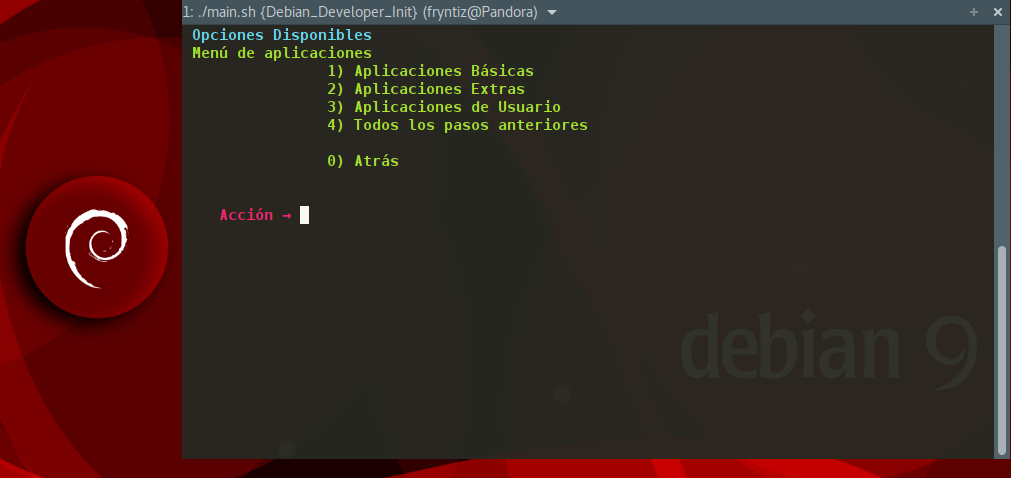 1: ./main.sh {Debian_Developer_Init} (fryntiz@Pandora)
Opciones Disponibles
Menú de aplicaciones
1) Aplicaciones Básicas
2) Aplicaciones Extras
3) Aplicaciones de Usuario
4) Todos los pasos anteriores
0) Atrás
Acción →
debian 9